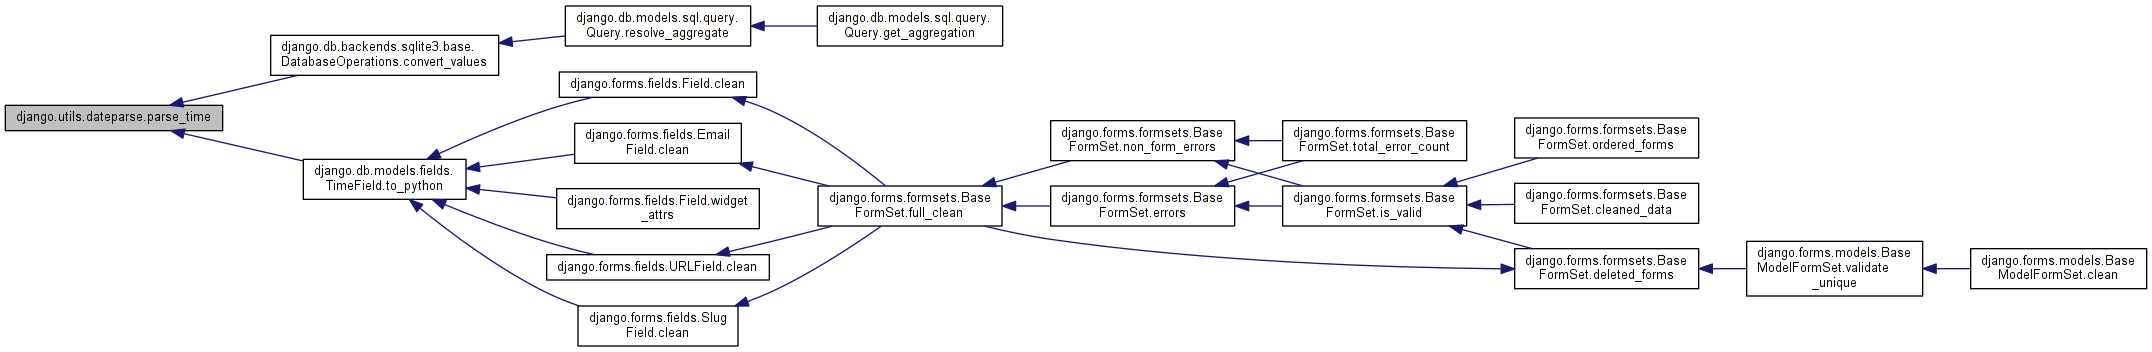 django.utils.dateparse.parse_time
django.db.backends.sqlite3.base.
DatabaseOperations.convert_values
django.db.models.sql.query.
Query.resolve_aggregate
django.db.models.sql.query.
Query.get_aggregation
django.db.models.fields.
TimeField.to_python
django.forms.fields.Field.clean
django.forms.fields.Email
Field.clean
django.forms.fields.Field.widget
_attrs
django.forms.fields.URLField.clean
django.forms.fields.Slug
Field.clean
django.forms.formsets.Base
FormSet.full_clean
django.forms.formsets.Base
FormSet.non_form_errors
django.forms.formsets.Base
FormSet.errors
django.forms.formsets.Base
FormSet.total_error_count
django.forms.formsets.Base
FormSet.is_valid
django.forms.formsets.Base
FormSet.ordered_forms
django.forms.formsets.Base
FormSet.cleaned_data
django.forms.formsets.Base
FormSet.deleted_forms
django.forms.models.Base
ModelFormSet.validate
_unique
django.forms.models.Base
ModelFormSet.clean